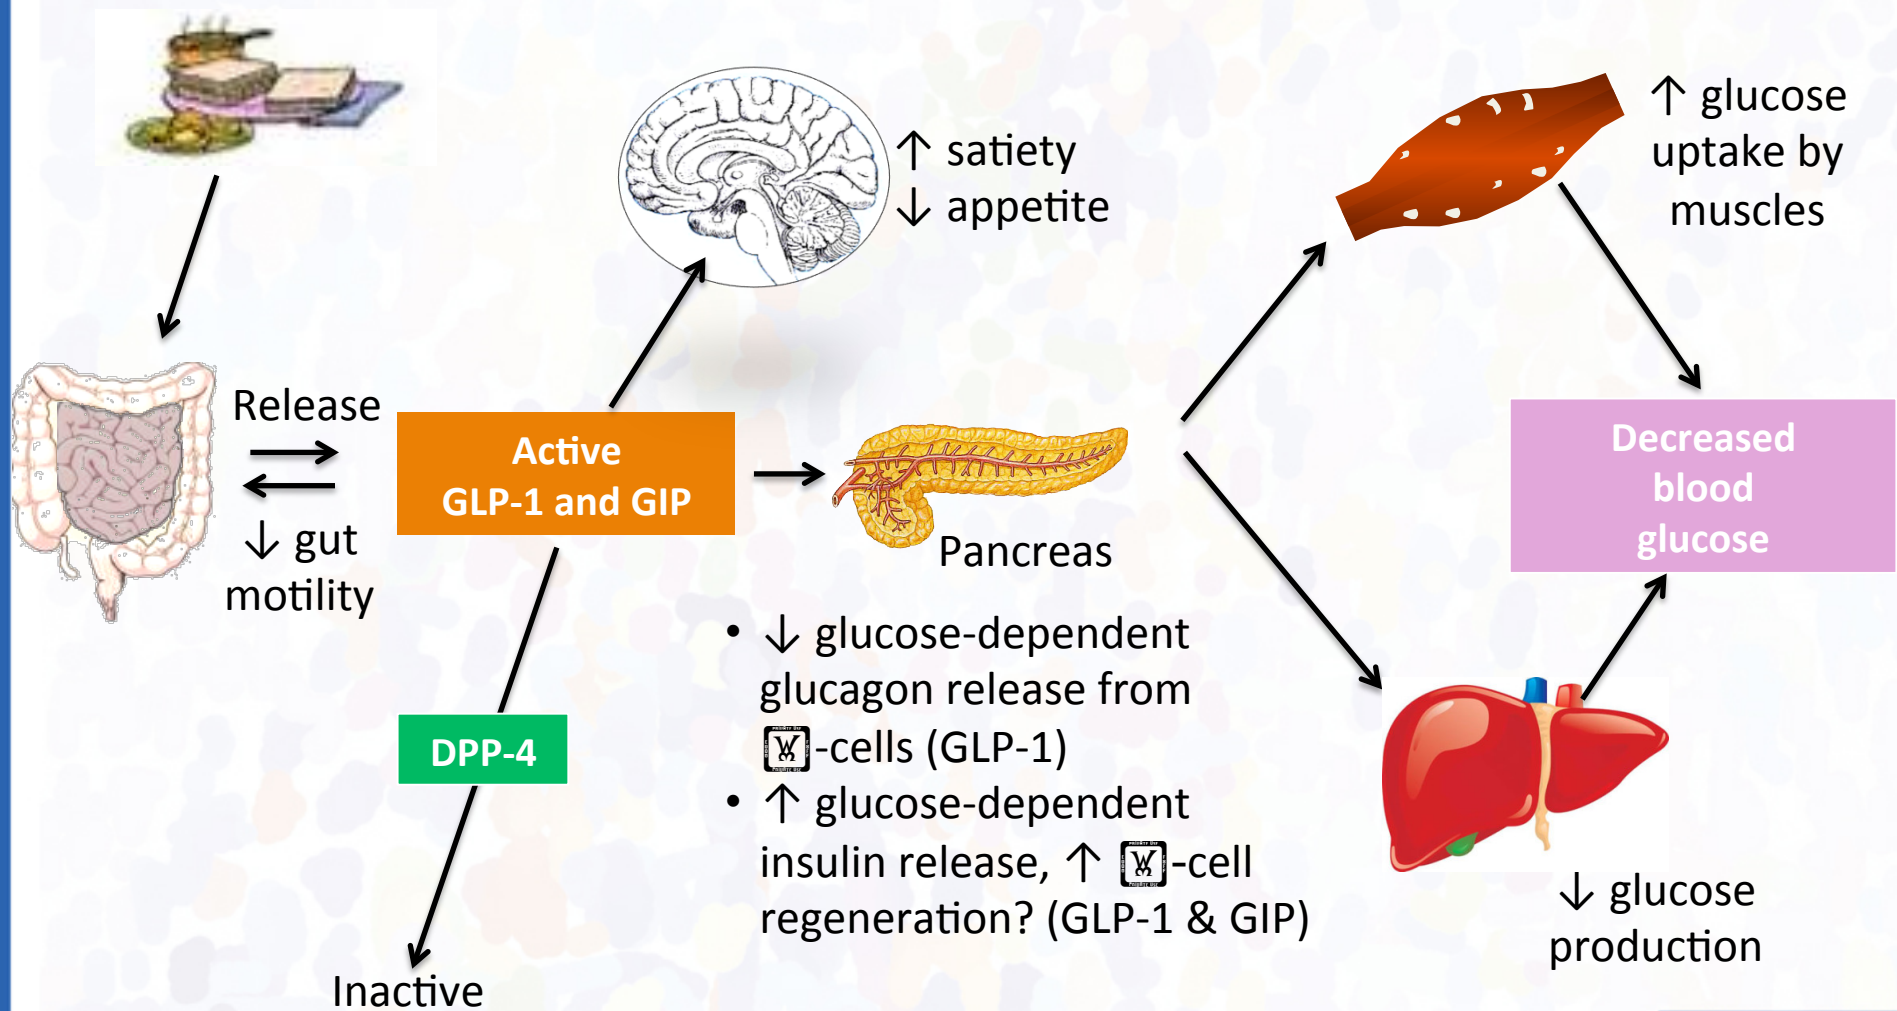 ↑ satiety
↓ appetite
↑ glucose
uptake by
muscles
Release
↓ gut
motility
Active
GLP-1 and GIP
Pancreas
Decreased
blood
glucose
• ↓ glucose-dependent
glucagon release from
-cells (GLP-1)
• ↑ glucose-dependent
insulin release, ↑ -cell
regeneration? (GLP-1 & GIP)
DPP-4
Inactive
↓ glucose
production